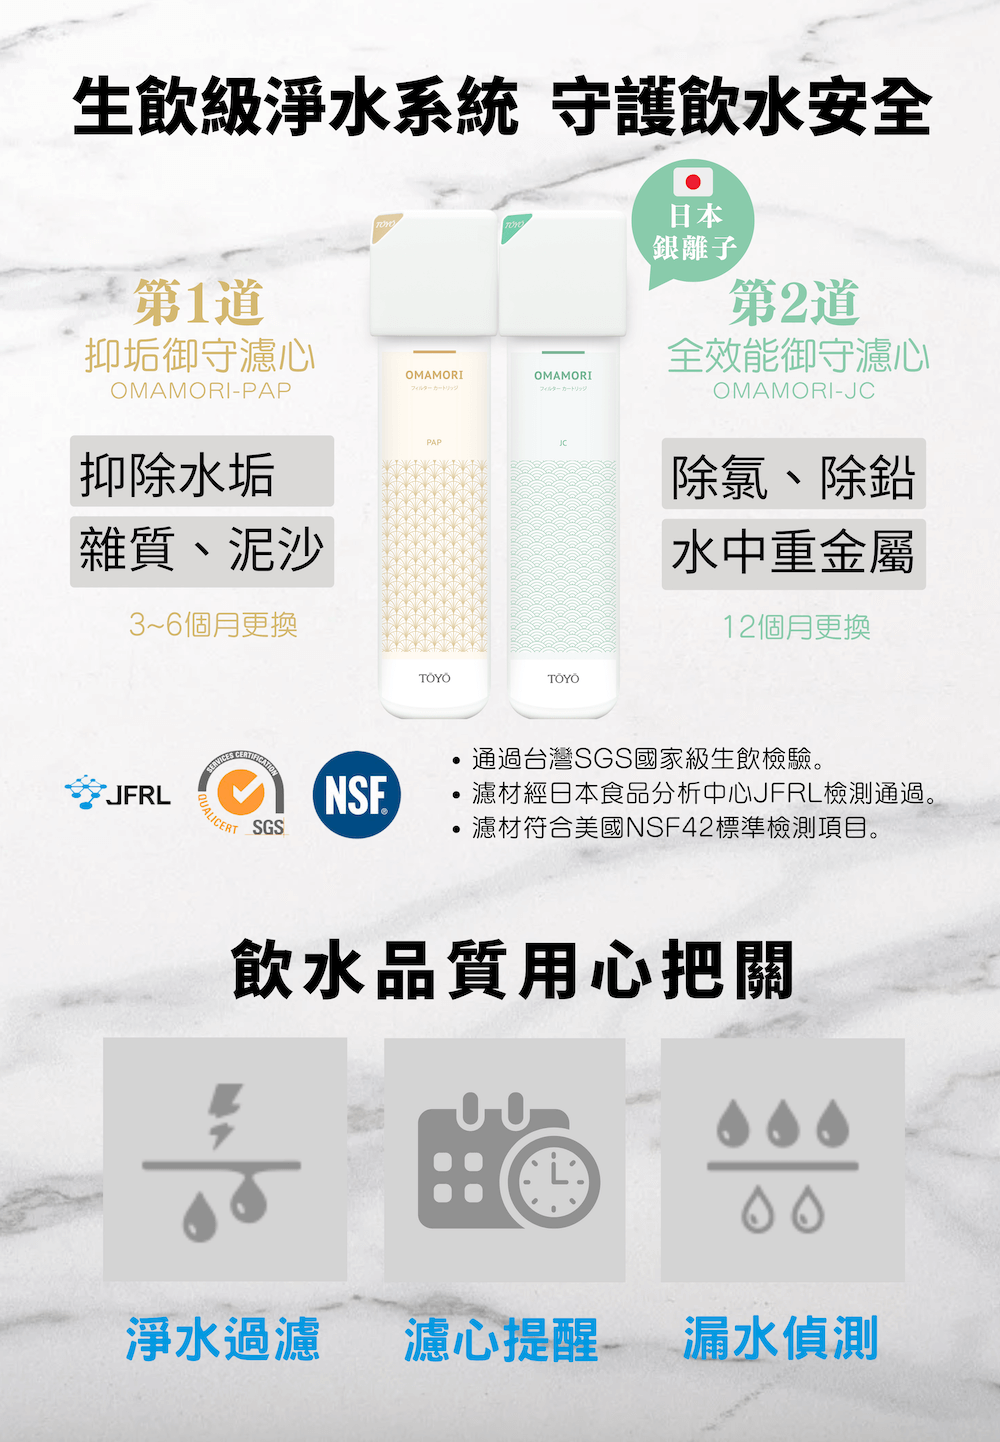 生飲級淨水系統 守護飲水安全
日本
銀離子
TOYO
TOYO
第1道
抑垢御守濾心
OMAMORI-PAP
抑除水垢
雜質、泥沙
3~6個月更換
OMAMORI
フィルター カートリッジ
PAP
TOYO
OMAMORI
フィルター カートリッジ
JC
TOYO
第2道
全效能御守濾心
OMAMORI-JC
除氯、除鉛
水中重金屬
12個月更換
JFRL
SERVICES CERTIFICATION
QUALICERT
SGS
NSF®
• 通過台灣SGS國家級生飲檢驗。
• 濾材經日本食品分析中心JFRL檢測通過。
• 濾材符合美國NSF42標準檢測項目。
飲水品質用心把關
淨水過濾
濾心提醒
漏水偵測